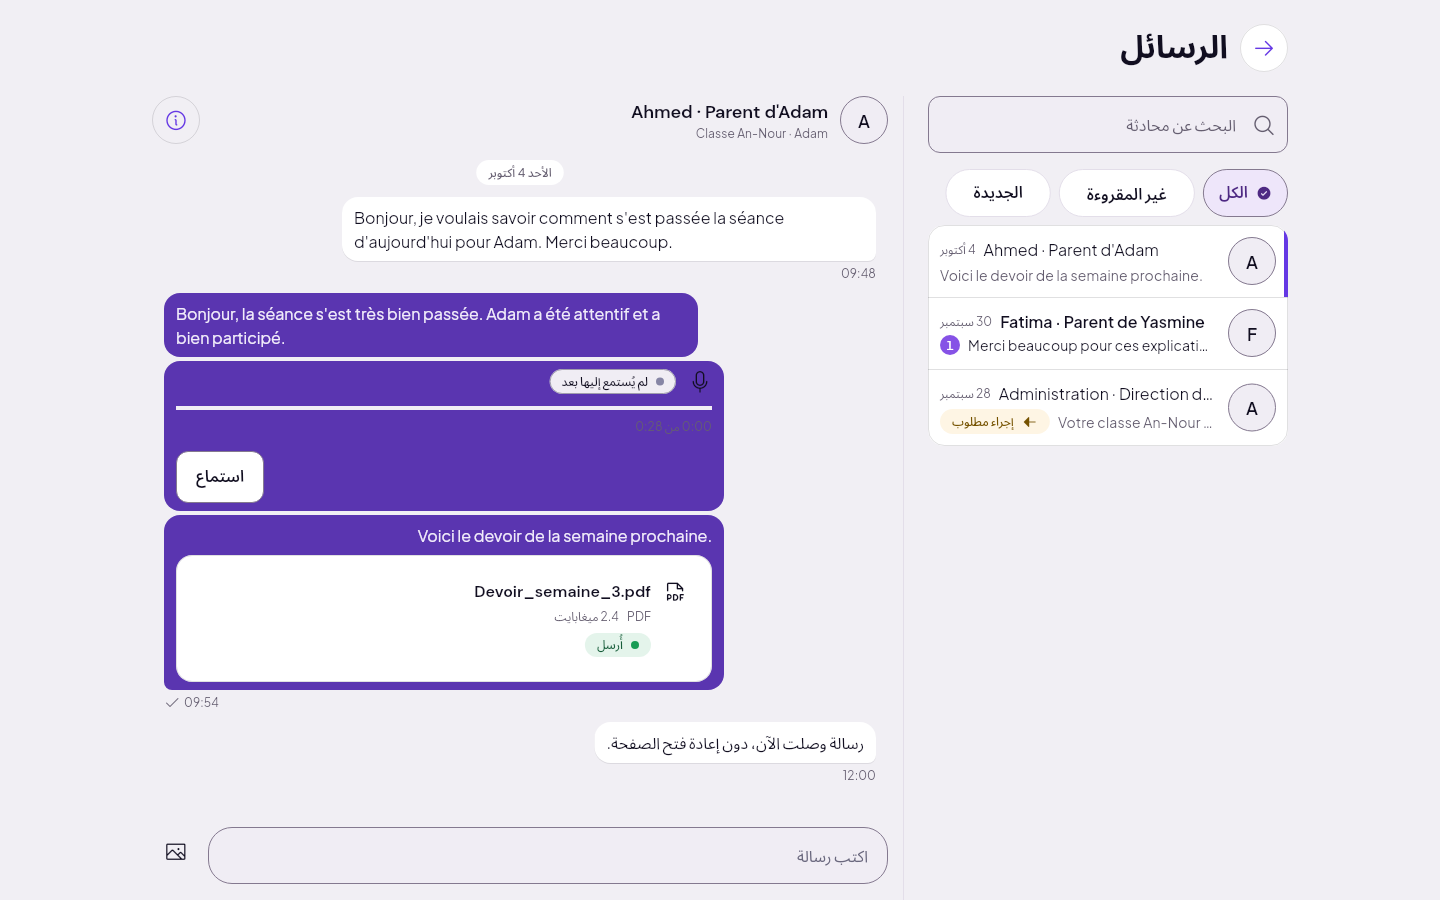 الرسائل
البحث عن محادثة
الكل
غير المقروءة
الجديدة
A
Ahmed · Parent d'Adam
4 أكتوبر
Voici le devoir de la semaine prochaine.
F
Fatima · Parent de Yasmine
30 سبتمبر
Merci beaucoup pour ces explicati...
1
A
Administration · Direction d...
28 سبتمبر
Votre classe An-Nour ...
إجراء مطلوب
A
Ahmed · Parent d'Adam
Classe An-Nour · Adam
الأحد 4 أكتوبر
Bonjour, je voulais savoir comment s'est passée la séance
d'aujourd'hui pour Adam. Merci beaucoup.
09:48
Bonjour, la séance s'est très bien passée. Adam a été attentif et a
bien participé.
لم يُستمع إليها بعد
0:00 من 0:28
استماع
Voici le devoir de la semaine prochaine.
PDF
Devoir_semaine_3.pdf
PDF 2.4 ميغابايت
أُرسل
09:54
رسالة وصلت الآن، دون إعادة فتح الصفحة.
12:00
اكتب رسالة